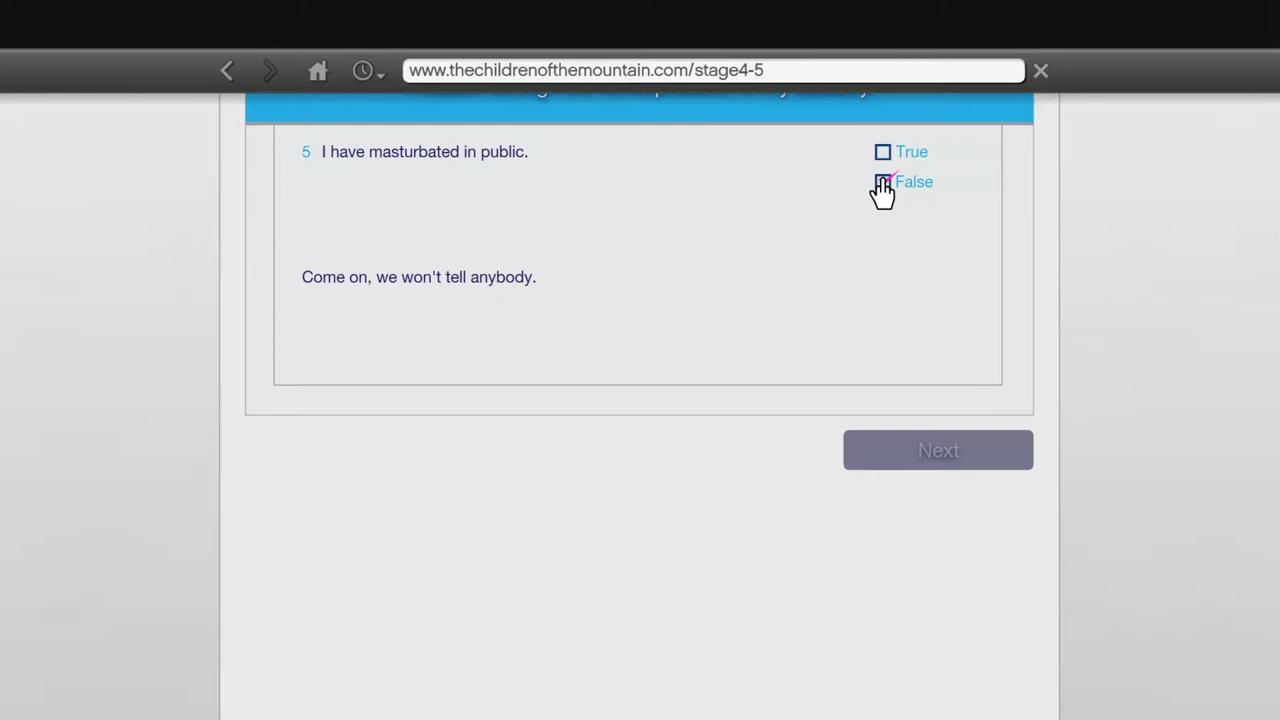 www.thechildrenofthemountain.com/stage4-5
5 I have masturbated in public.
True
False
Come on, we won't tell anybody.
Next